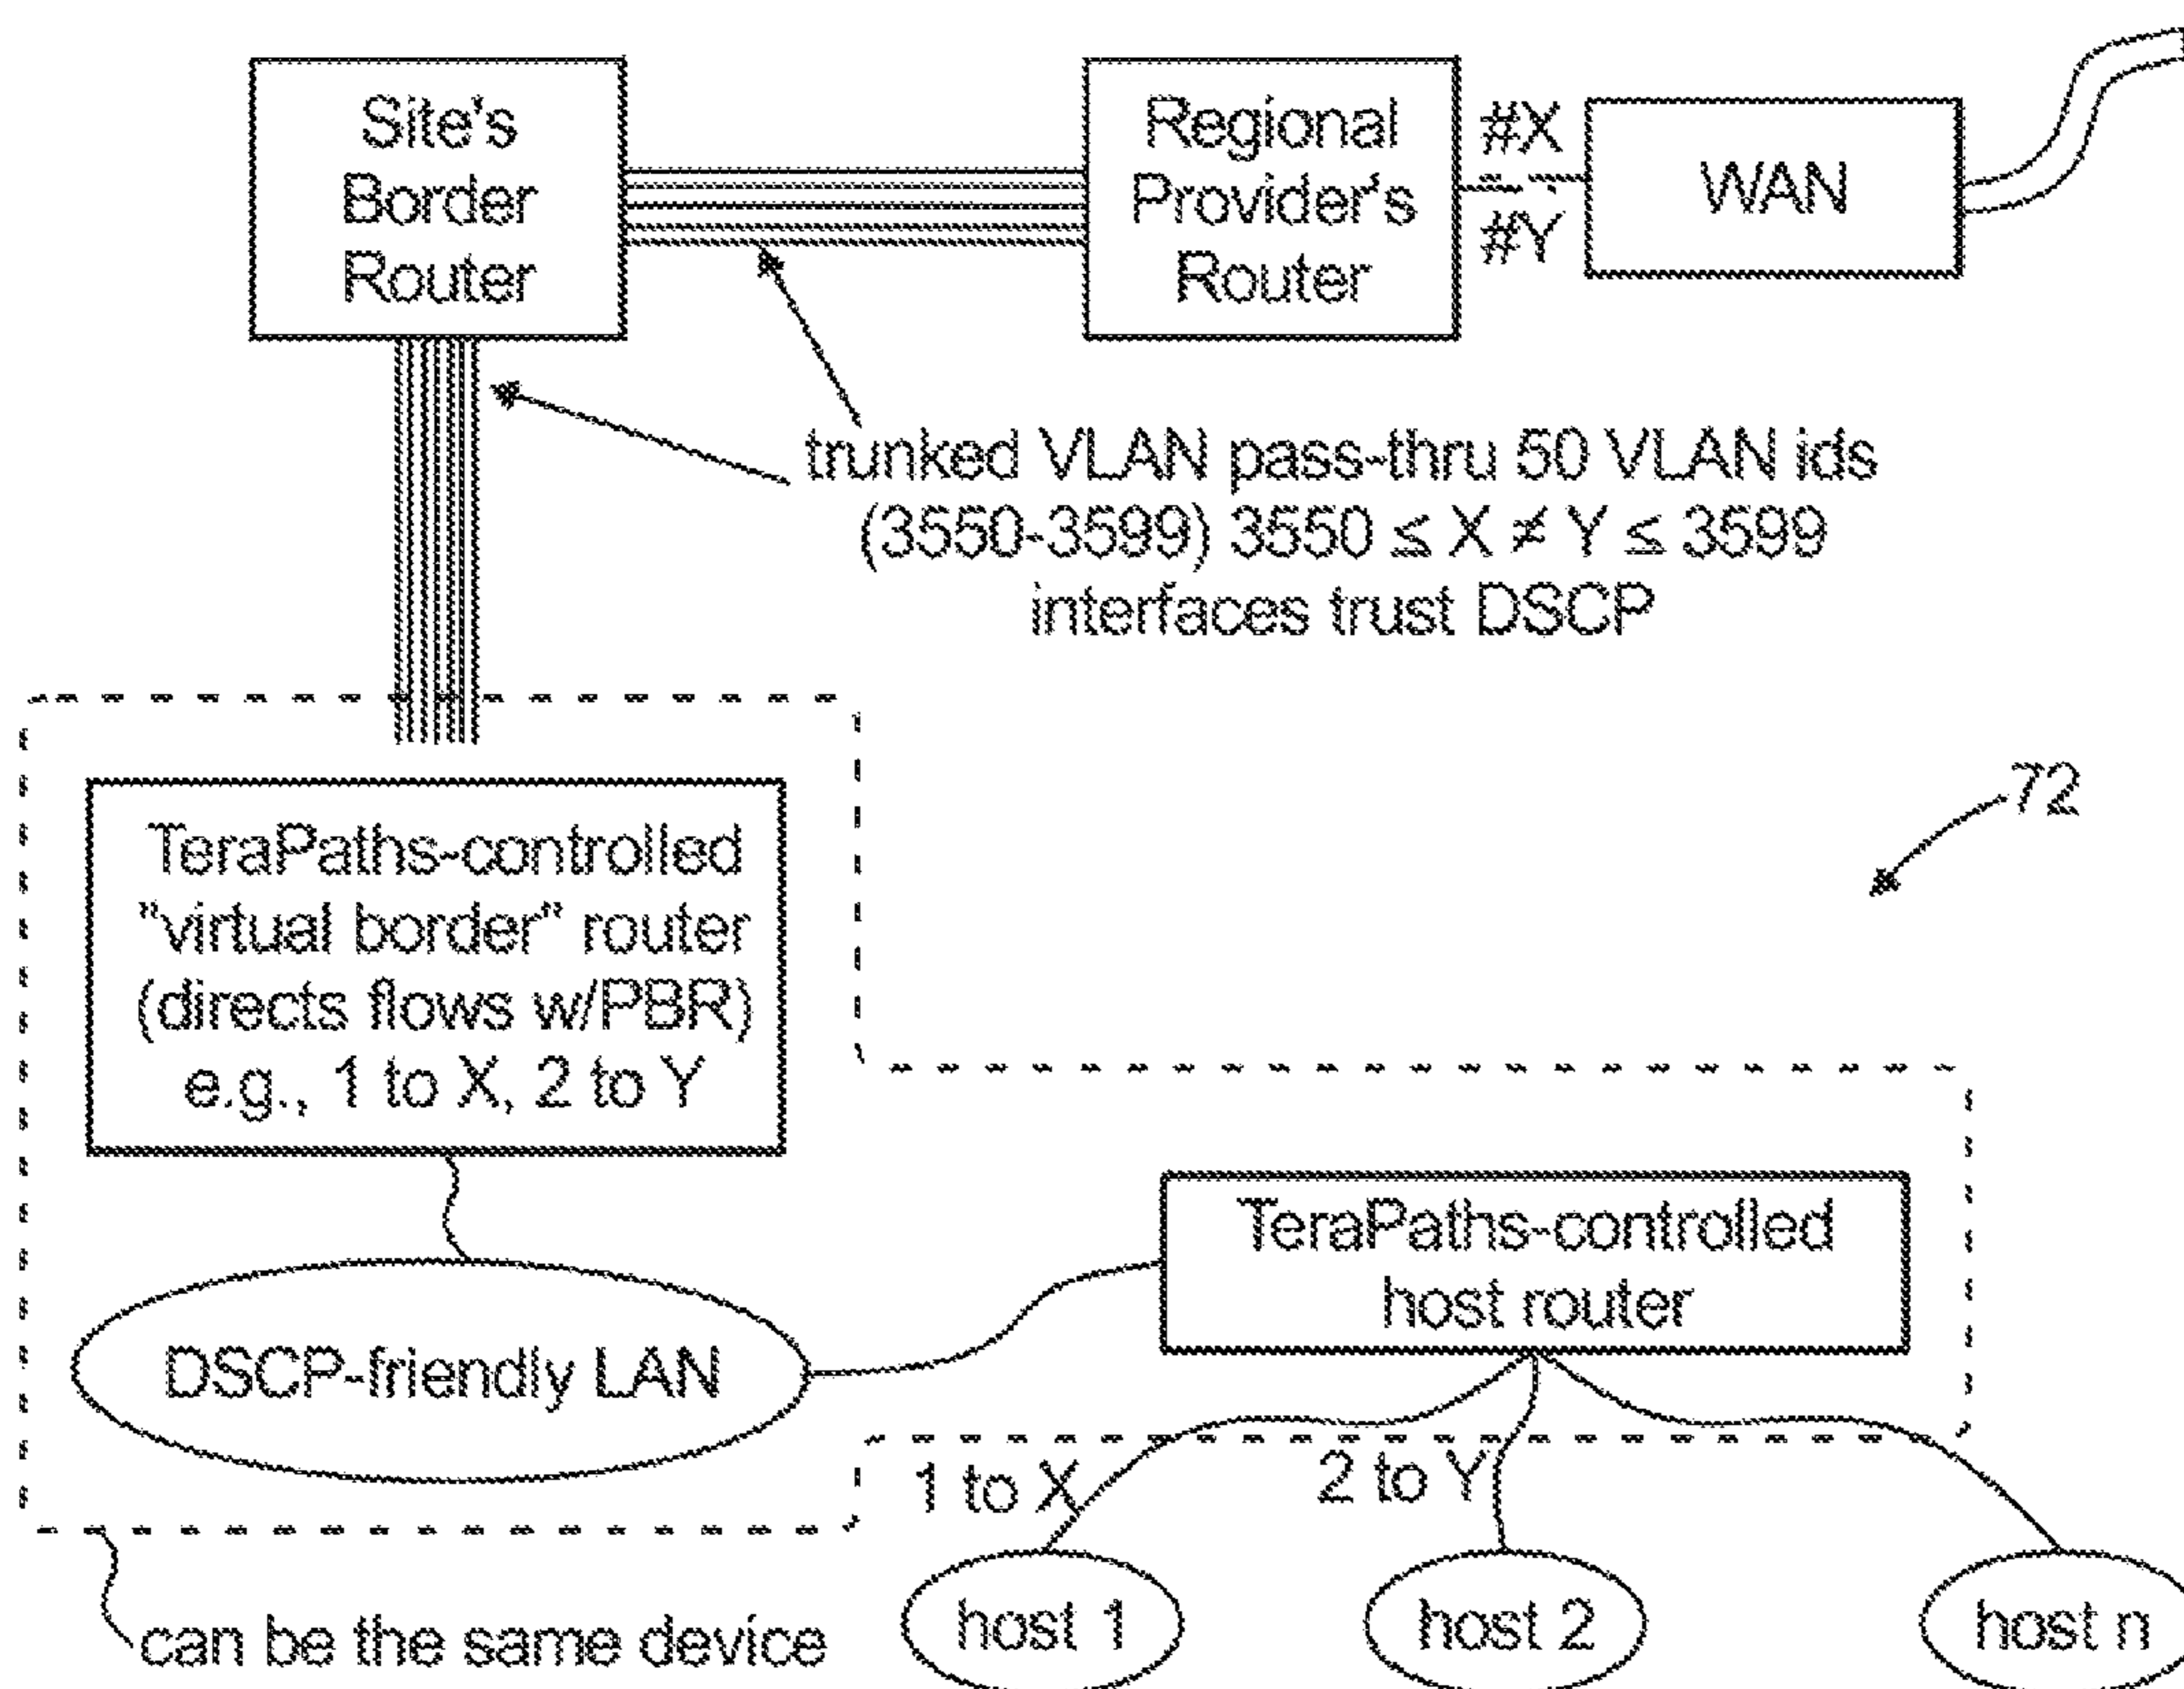 Site's
Border
Router
Regional
Provider's
Router
#X
#Y
WAN
trunked VLAN pass-thru 50 VLAN ids
(3550-3599) 3550 ≤ X ≠ Y ≤ 3599
interfaces trust DSCP
72
TeraPaths-controlled
"virtual border" router
(directs flows w/PBR)
e.g., 1 to X, 2 to Y
TeraPaths-controlled
host router
DSCP-friendly LAN
1 to X
2 to Y
can be the same device
host 1
host 2
host n